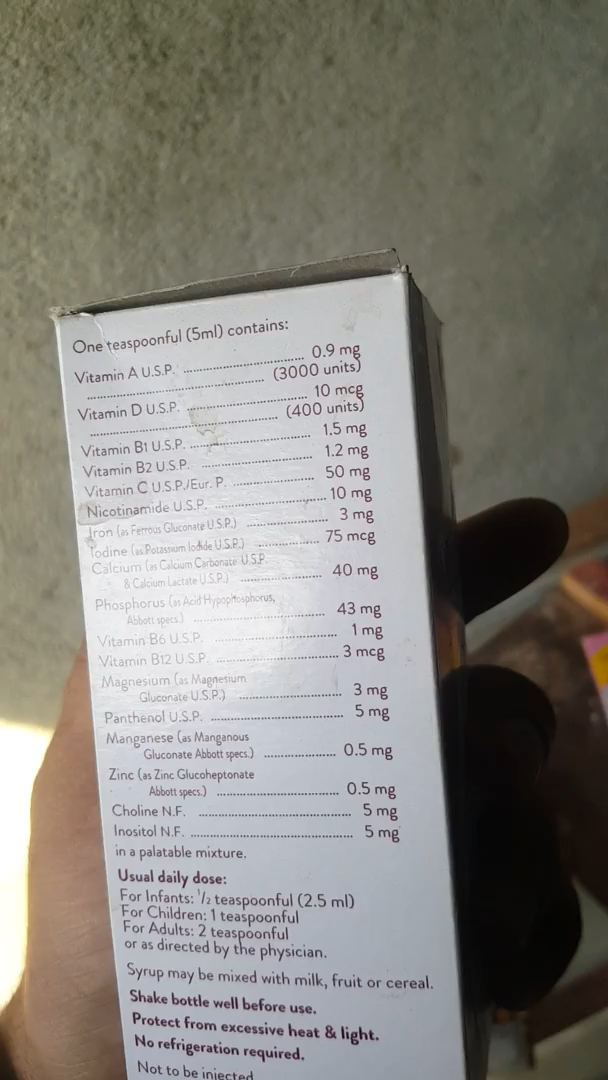 One teaspoonful (5ml) contains:
Vitamin A U.S.P. ........................ 0.9 mg
........................ (3000 units)
Vitamin D U.S.P. ........................ 10 mcg
........................ (400 units)
Vitamin B1 U.S.P. ........................ 1.5 mg
Vitamin B2 U.S.P. ........................ 1.2 mg
Vitamin C U.S.P./Eur. P. ........................ 50 mg
Nicotinamide U.S.P. ........................ 10 mg
Iron (as Ferrous Gluconate U.S.P.) ........................ 3 mg
Iodine (as Potassium Iodide U.S.P.) ........................ 75 mcg
Calcium (as Calcium Carbonate U.S.P.
& Calcium Lactate U.S.P.) ........................ 40 mg
Phosphorus (as Acid Hypophosphorus,
Abbott specs.) ........................ 43 mg
Vitamin B6 U.S.P. ........................ 1 mg
Vitamin B12 U.S.P. ........................ 3 mcg
Magnesium (as Magnesium
Gluconate U.S.P.) ........................ 3 mg
Panthenol U.S.P. ........................ 5 mg
Manganese (as Manganous
Gluconate Abbott specs.) ........................ 0.5 mg
Zinc (as Zinc Glucoheptonate
Abbott specs.) ........................ 0.5 mg
Choline N.F. ........................ 5 mg
Inositol N.F. ........................ 5 mg
in a palatable mixture.
Usual daily dose:
For Infants: 1/2 teaspoonful (2.5 ml)
For Children: 1 teaspoonful
For Adults: 2 teaspoonful
or as directed by the physician.
Syrup may be mixed with milk, fruit or cereal.
Shake bottle well before use.
Protect from excessive heat & light.
No refrigeration required.
Not to be injected